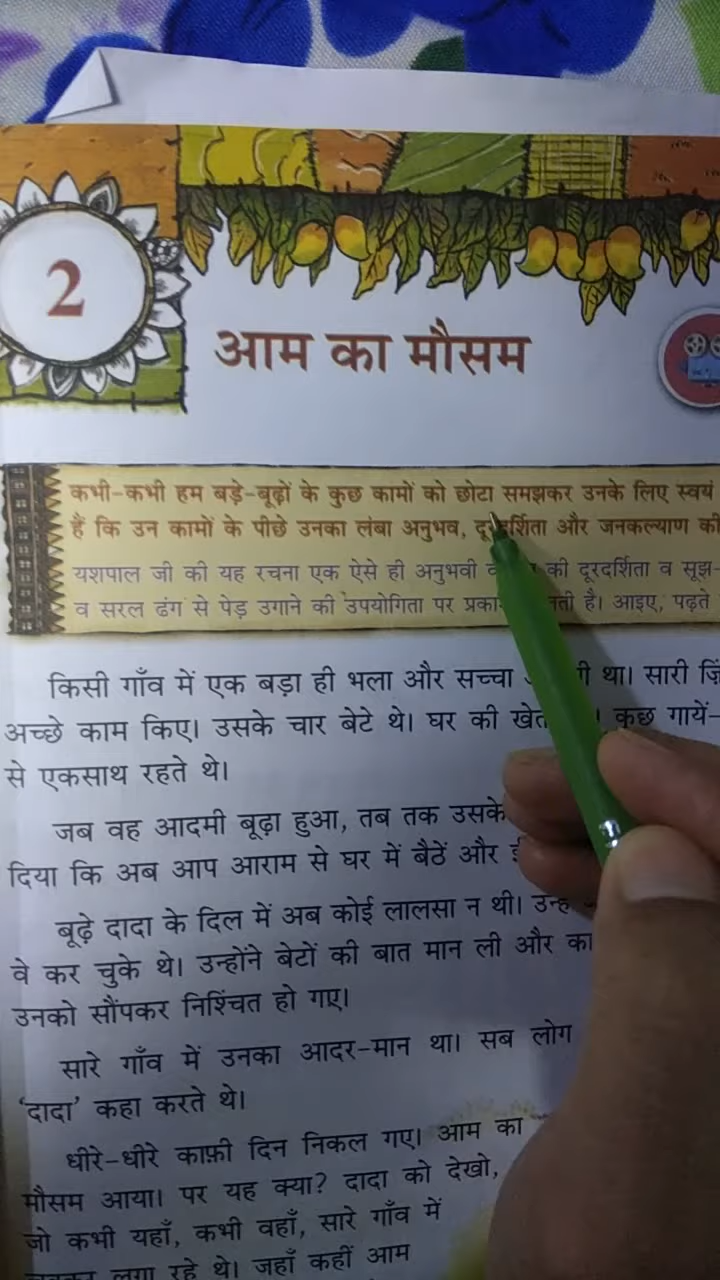 2
आम का मौसम
कभी-कभी हम बड़े-बूढ़ों के कुछ कामों को छोटा समझकर उनके लिए स्वयं
हैं कि उन कामों के पीछे उनका लंबा अनुभव, दूरदर्शिता और जनकल्याण की
यशपाल जी की यह रचना एक ऐसे ही अनुभवी की दूरदर्शिता व सूझ-
व सरल ढंग से पेड़ उगाने की उपयोगिता पर है। आइए, पढ़ते
किसी गाँव में एक बड़ा ही भला और सच्चा था। सारी
अच्छे काम किए। उसके चार बेटे थे। घर की कुछ गायें-
से एकसाथ रहते थे।
जब वह आदमी बूढ़ा हुआ, तब तक उसके
दिया कि अब आप आराम से घर में बैठें और
बूढ़े दादा के दिल में अब कोई लालसा न थी।
वे कर चुके थे। उन्होंने बेटों की बात मान ली और
उनको सौंपकर निश्चिंत हो गए।
सारे गाँव में उनका आदर-मान था। सब लोग
'दादा' कहा करते थे।
धीरे-धीरे काफ़ी दिन निकल गए। आम का
मौसम आया। पर यह क्या? दादा को देखो,
जो कभी यहाँ, कभी वहाँ, सारे गाँव में
लगा रहे थे। जहाँ कहीं आम